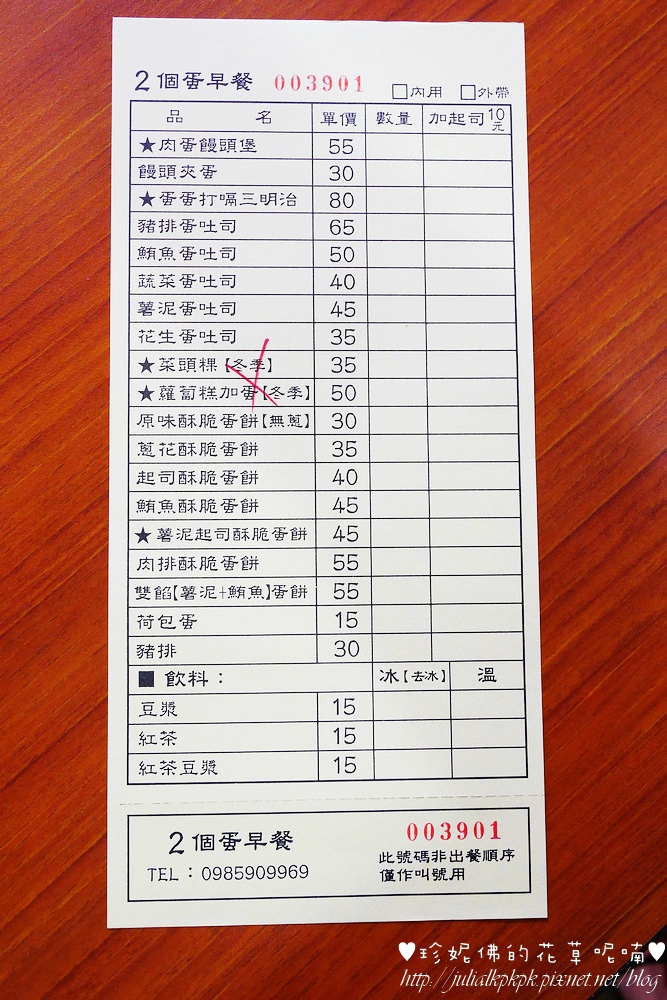 2個蛋早餐 003901 □內用 □外帶
品名 單價 數量 加起司10元
★肉蛋饅頭堡 55
饅頭夾蛋 30
★蛋蛋打嗝三明治 80
豬排蛋吐司 65
鮪魚蛋吐司 50
蔬菜蛋吐司 40
薯泥蛋吐司 45
花生蛋吐司 35
★菜頭粿【冬季】 35
★蘿蔔糕加蛋【冬季】 50
原味酥脆蛋餅【無蔥】 30
蔥花酥脆蛋餅 35
起司酥脆蛋餅 40
鮪魚酥脆蛋餅 45
★薯泥起司酥脆蛋餅 45
肉排酥脆蛋餅 55
雙餡【薯泥+鮪魚】蛋餅 55
荷包蛋 15
豬排 30
■ 飲料： 冰【去冰】 溫
豆漿 15
紅茶 15
紅茶豆漿 15
2個蛋早餐 003901
TEL：0985909969
此號碼非出餐順序
僅作叫號用
♥珍妮佛的花草呢喃♥
http://julialkpkpk.pixnet.net/blog